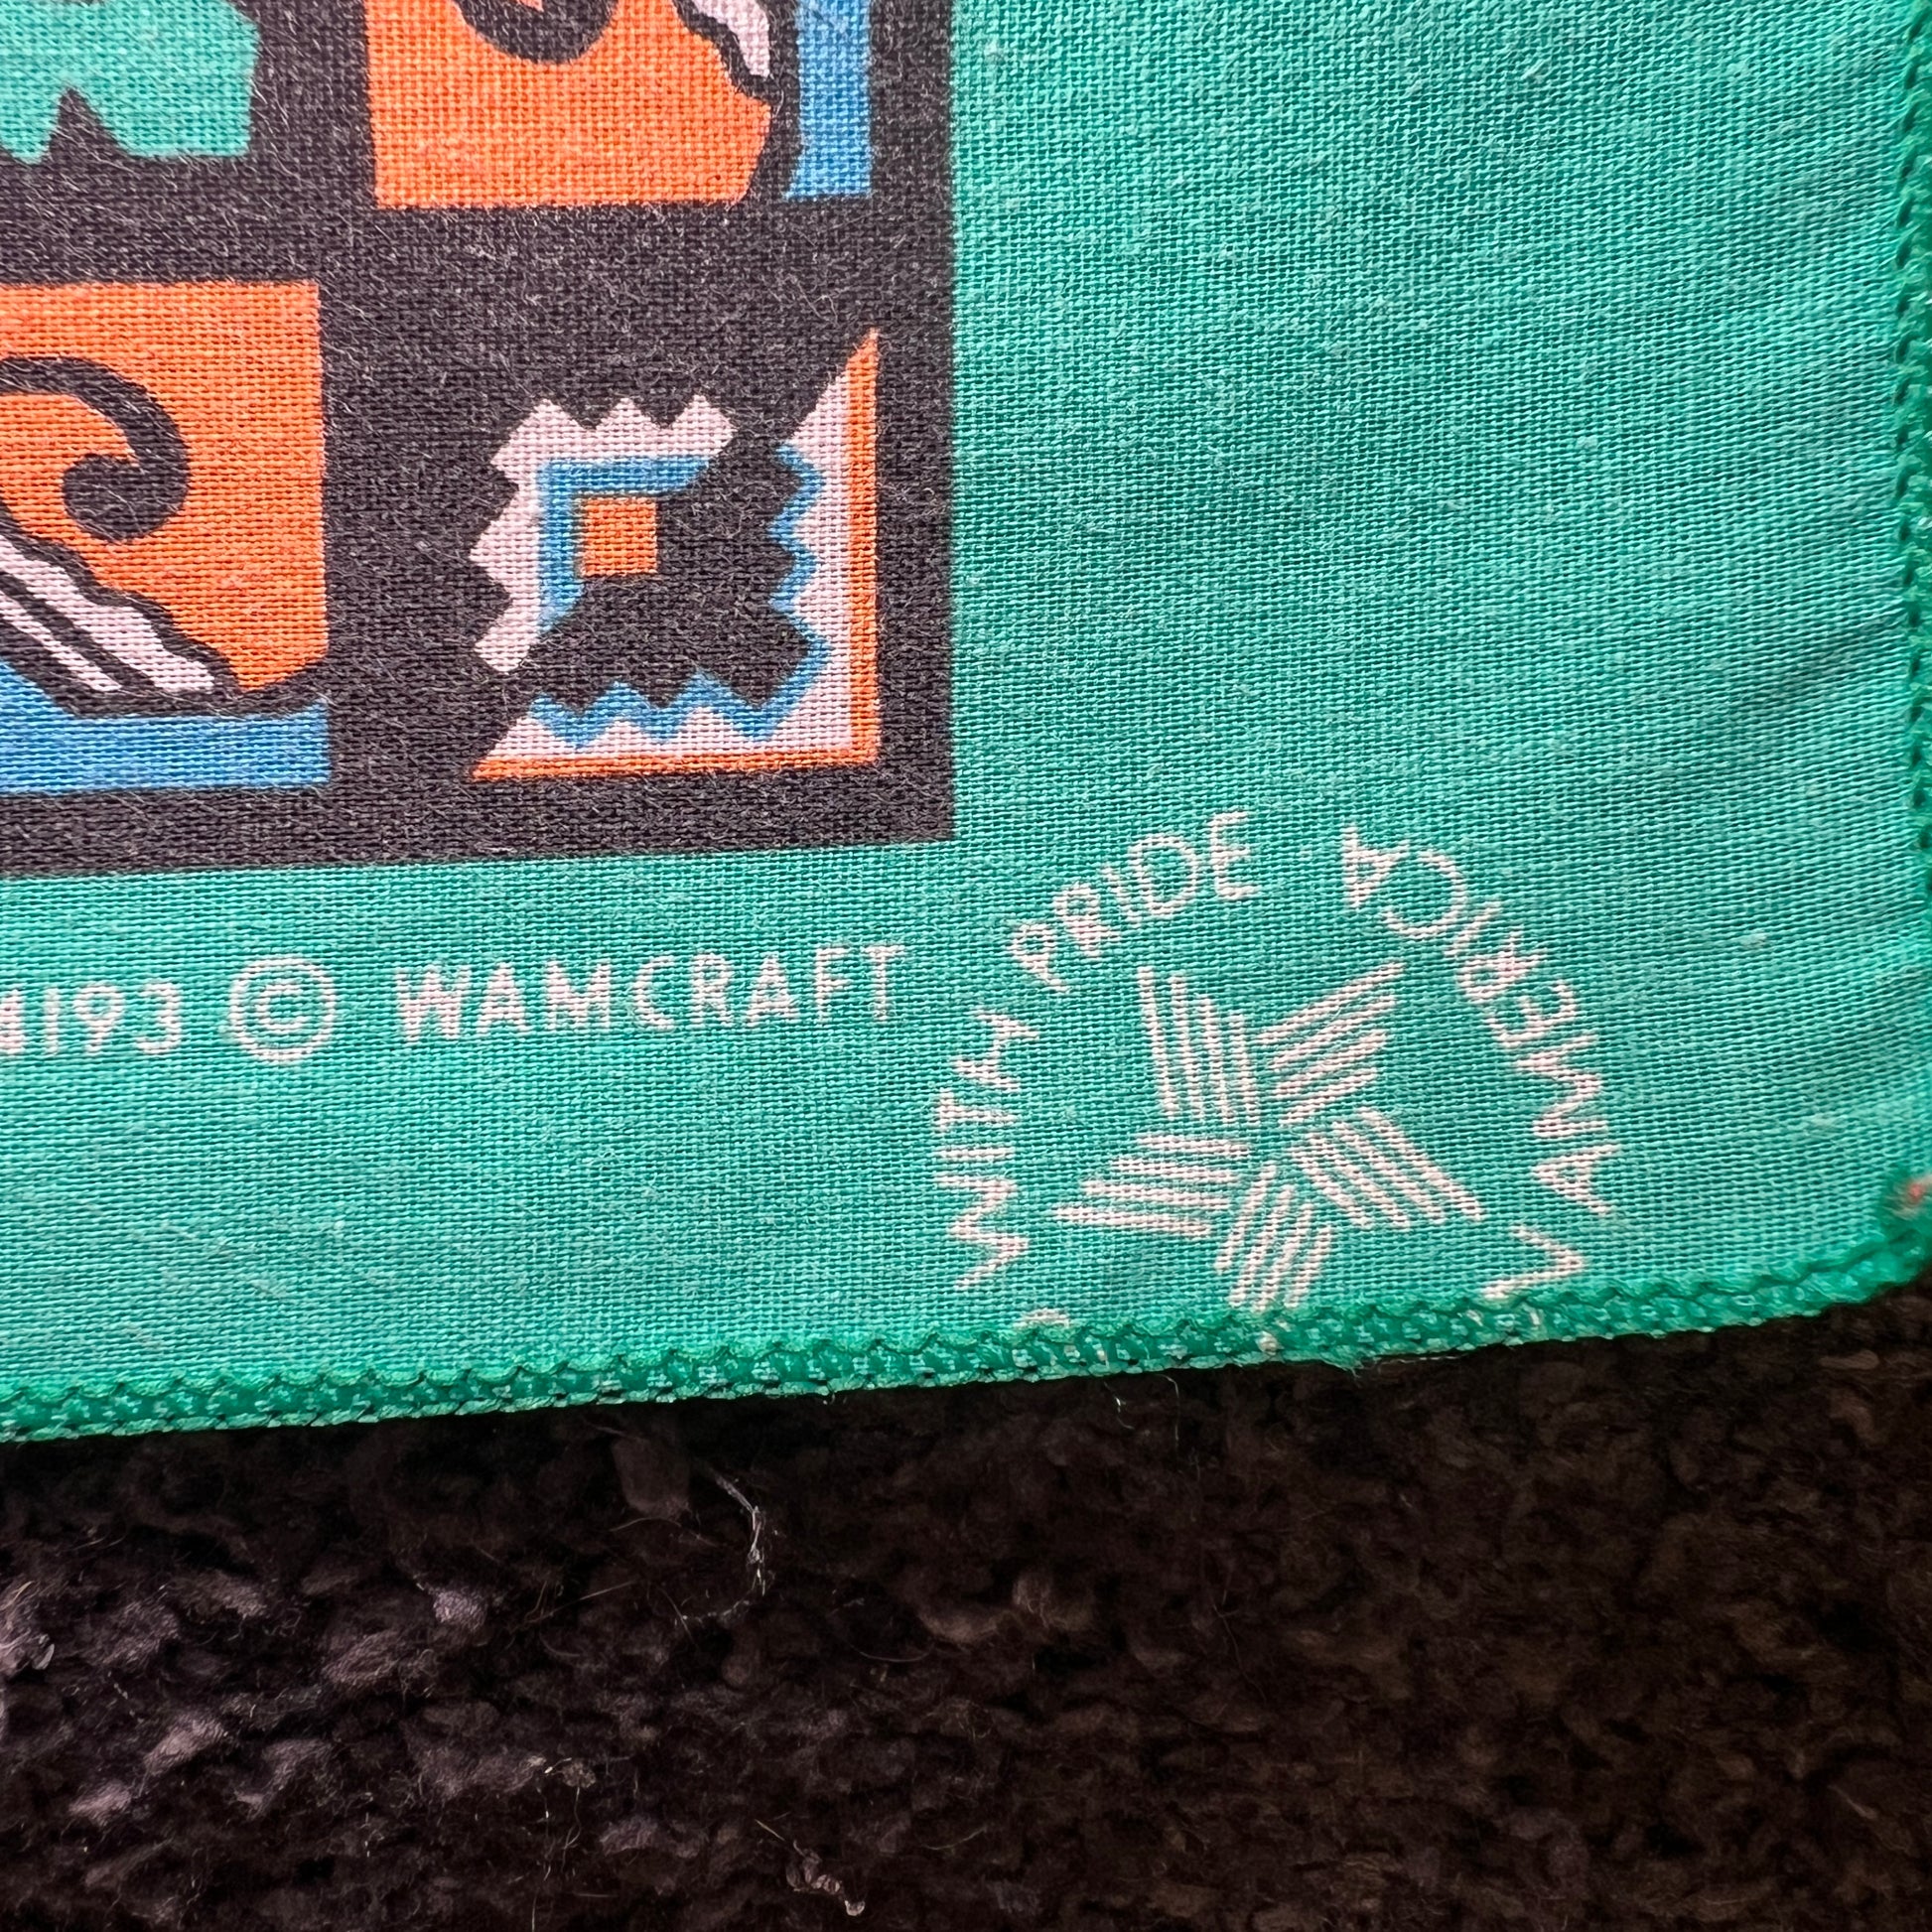 193 © WAMCRAFT
WITH PRIDE
AMERICA